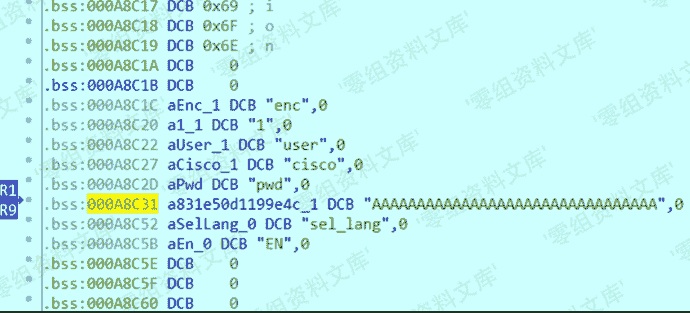 .bss:000A8C17 DCB 0x69 ; i
.bss:000A8C18 DCB 0x6F ; o
.bss:000A8C19 DCB 0x6E ; n
.bss:000A8C1A DCB    0
.bss:000A8C1B DCB    0
.bss:000A8C1C aEnc_1 DCB "enc",0
.bss:000A8C20 a1_1 DCB "1",0
.bss:000A8C22 aUser_1 DCB "user",0
.bss:000A8C27 aCisco_1 DCB "cisco",0
.bss:000A8C2D aPwd DCB "pwd",0
R1
.bss:000A8C31 a831e50d1199e4c_1 DCB "AAAAAAAAAAAAAAAAAAAAAAAAAAAAAAAA",0
R9
.bss:000A8C52 aSelLang_0 DCB "sel_lang",0
.bss:000A8C5B aEn_0 DCB "EN",0
.bss:000A8C5E DCB    0
.bss:000A8C5F DCB    0
.bss:000A8C60 DCB    0
'零组资料文库'